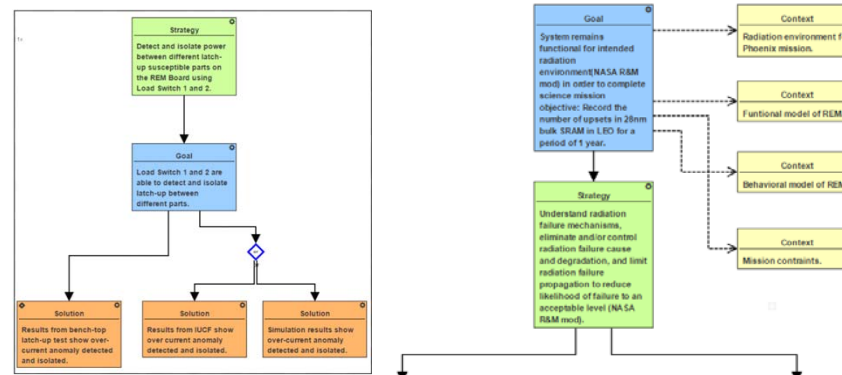 Strategy
Detect and isolate power
between different latch-
up susceptible parts on
the REM Board using
Load Switch 1 and 2.
Goal
Load Switch 1 and 2 are
able to detect and isolate
latch-up between
different parts.
Solution
Results from bench-top
latch-up test show over-
current anomaly detected
and isolated.
Solution
Results from IUCF show
over current anomaly
detected and isolated.
Solution
Simulation results show
over-current anomaly
detected and isolated.
Goal
System remains
functional for intended
radiation
environment(NASA R&M
mod) in order to complete
science mission
objective: Record the
number of upsets in 28nm
bulk SRAM in LEO for a
period of 1 year.
Strategy
Understand radiation
failure mechanisms,
eliminate and/or control
radiation failure cause
and degradation, and limit
radiation failure
propagation to reduce
likelihood of failure to an
acceptable level (NASA
R&M mod).
Context
Radiation environment f
Phoenix mission.
Context
Funtional model of REM
Context
Behavioral model of REM
Context
Mission contraints.